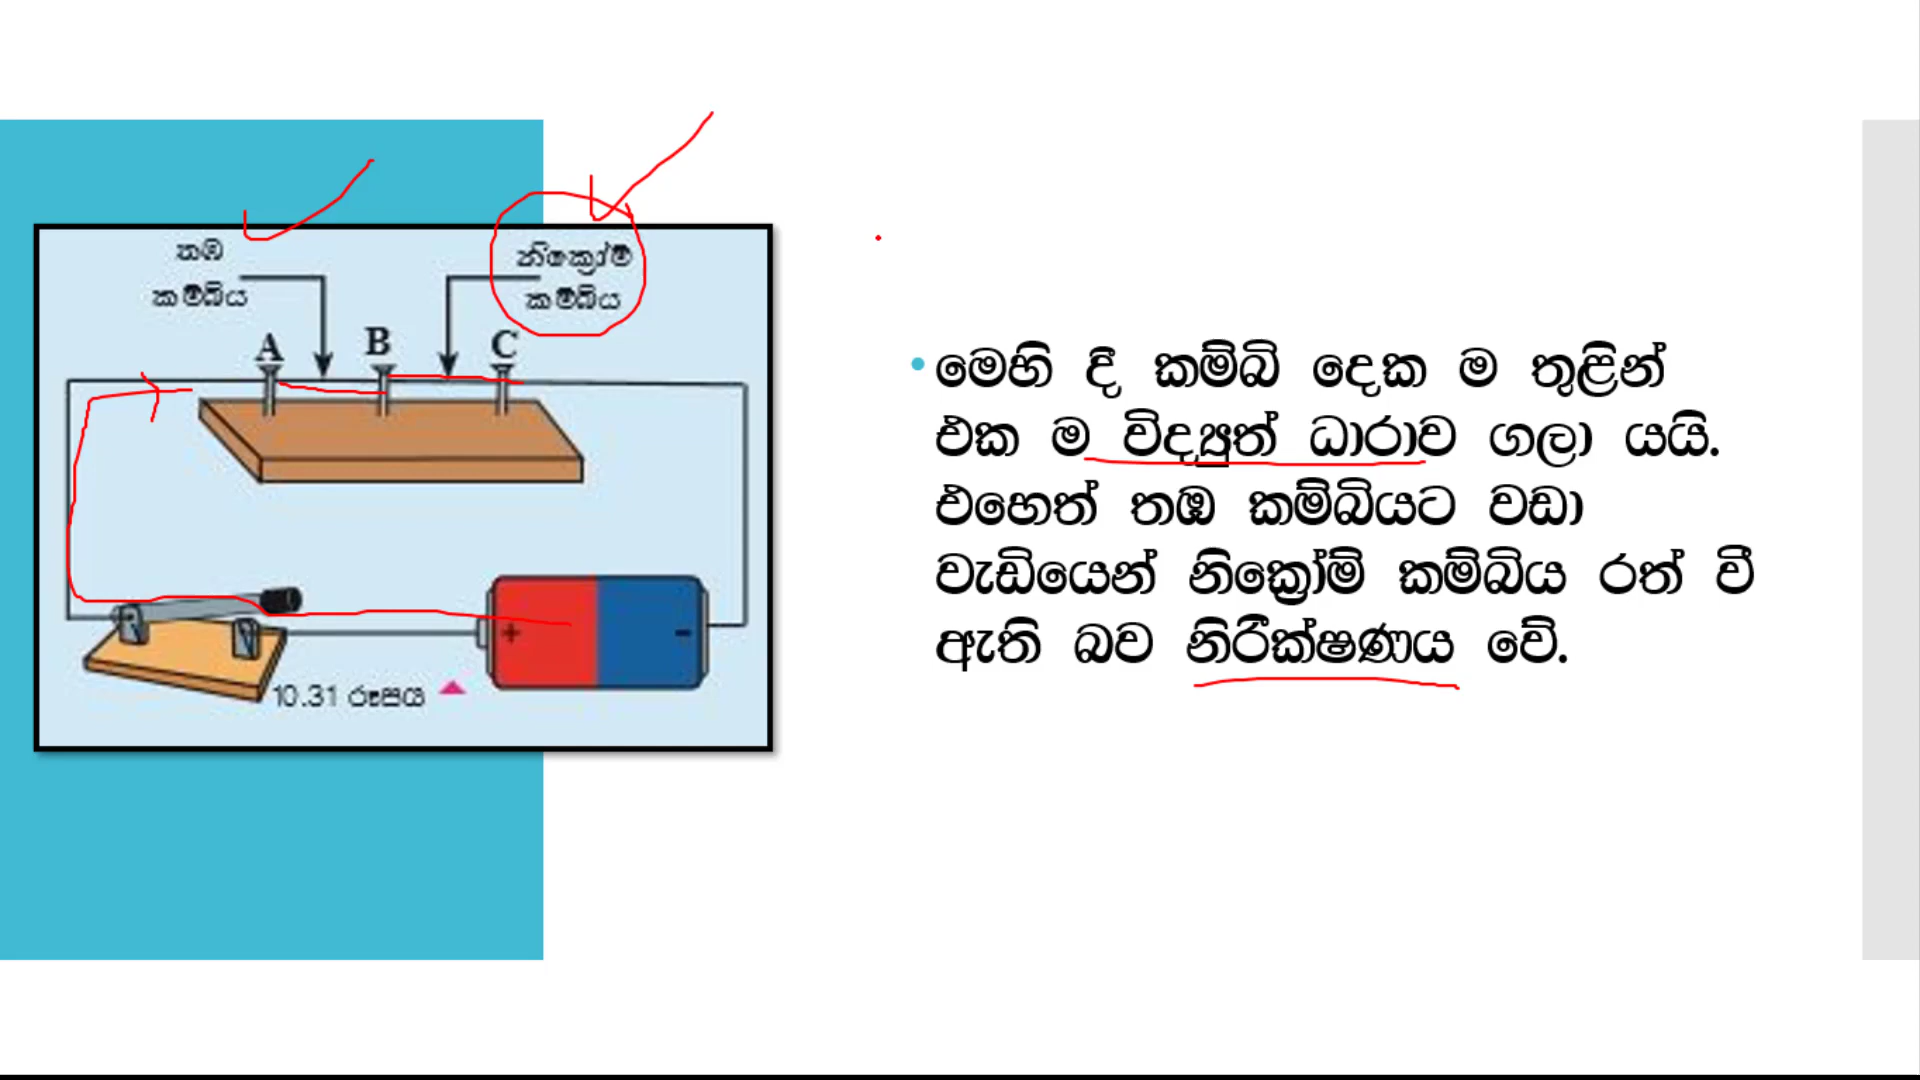 තඹ
කම්බිය
නික්‍රෝම්
කම්බිය
A B C
+ -
10.31 රූපය
• මෙහි දී කම්බි දෙක ම තුළින්
එක ම විද්‍යුත් ධාරාව ගලා යයි.
එහෙත් තඹ කම්බියට වඩා
වැඩියෙන් නික්‍රෝම් කම්බිය රත් වී
ඇති බව නිරීක්ෂණය වේ.